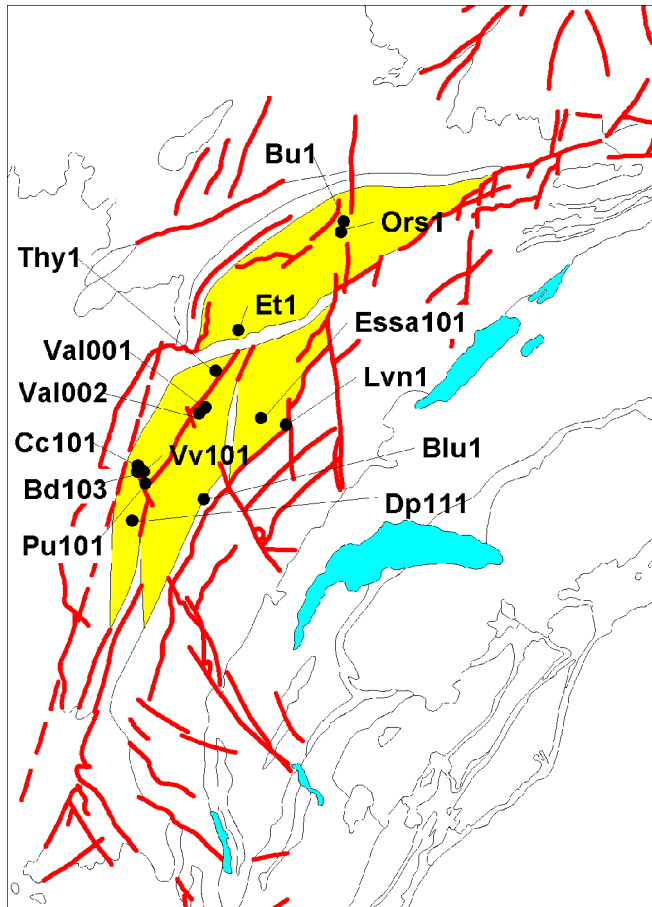 Bu1
Ors1
Thy1
Et1
Essa101
Val001
Val002
Lvn1
Cc101
Vv101
Blu1
Bd103
Dp111
Pu101